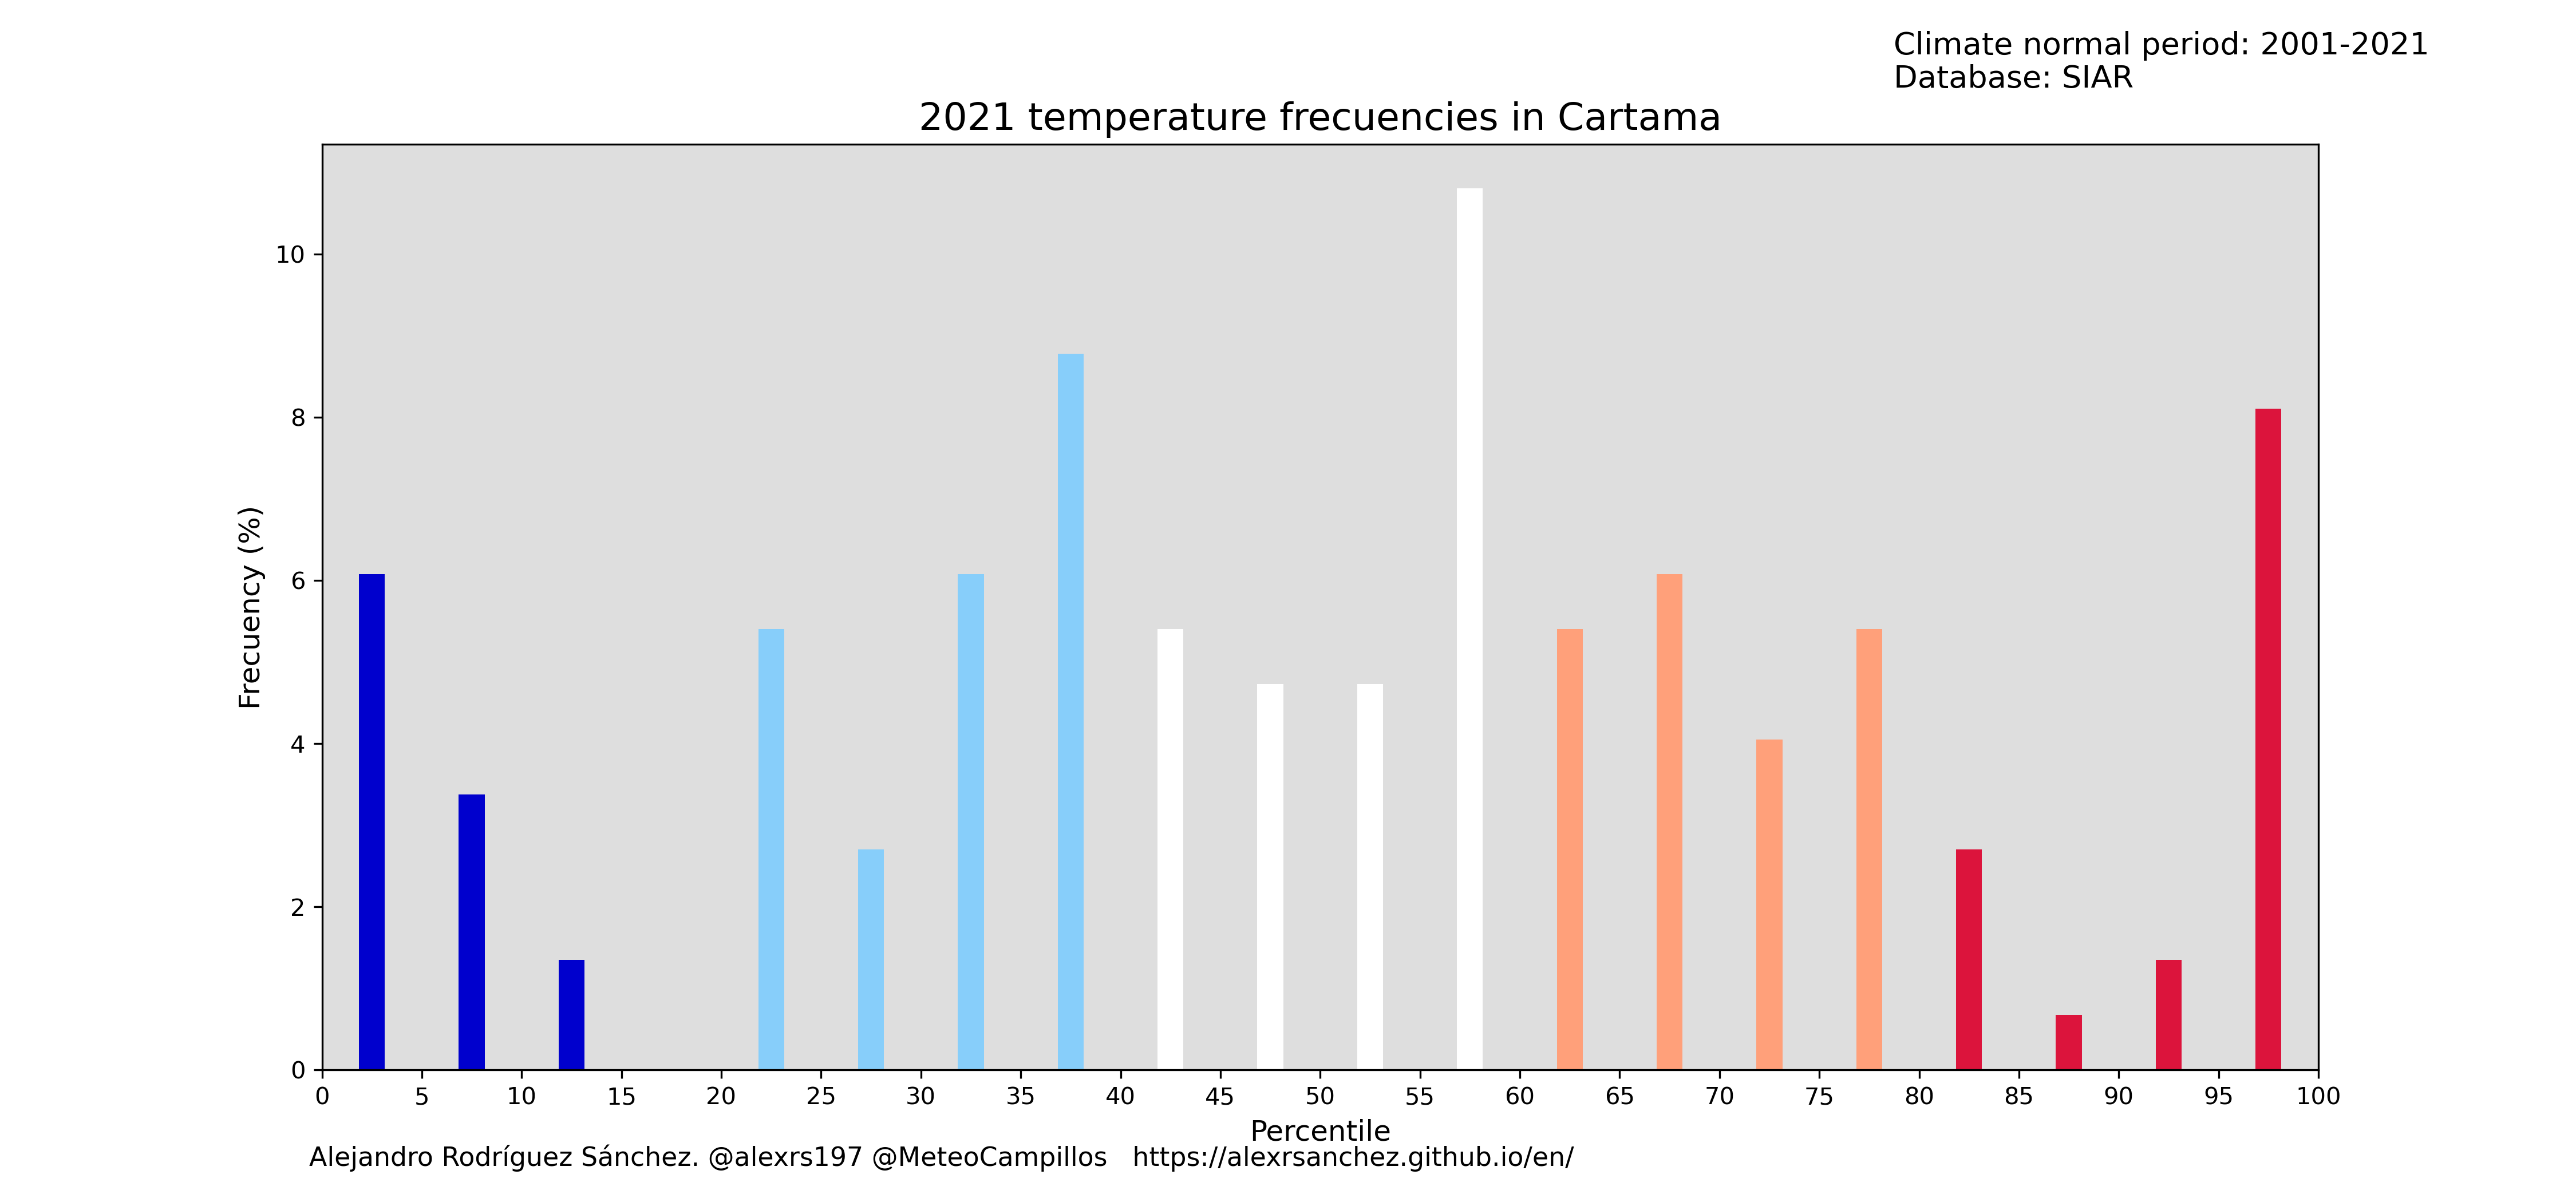 Climate normal period: 2001-2021
Database: SIAR
2021 temperature frecuencies in Cartama
Frecuency (%)
10
8
6
4
2
0
0 5 10 15 20 25 30 35 40 45 50 55 60 65 70 75 80 85 90 95 100
Percentile
Alejandro Rodríguez Sánchez. @alexrs197 @MeteoCampillos https://alexrsanchez.github.io/en/